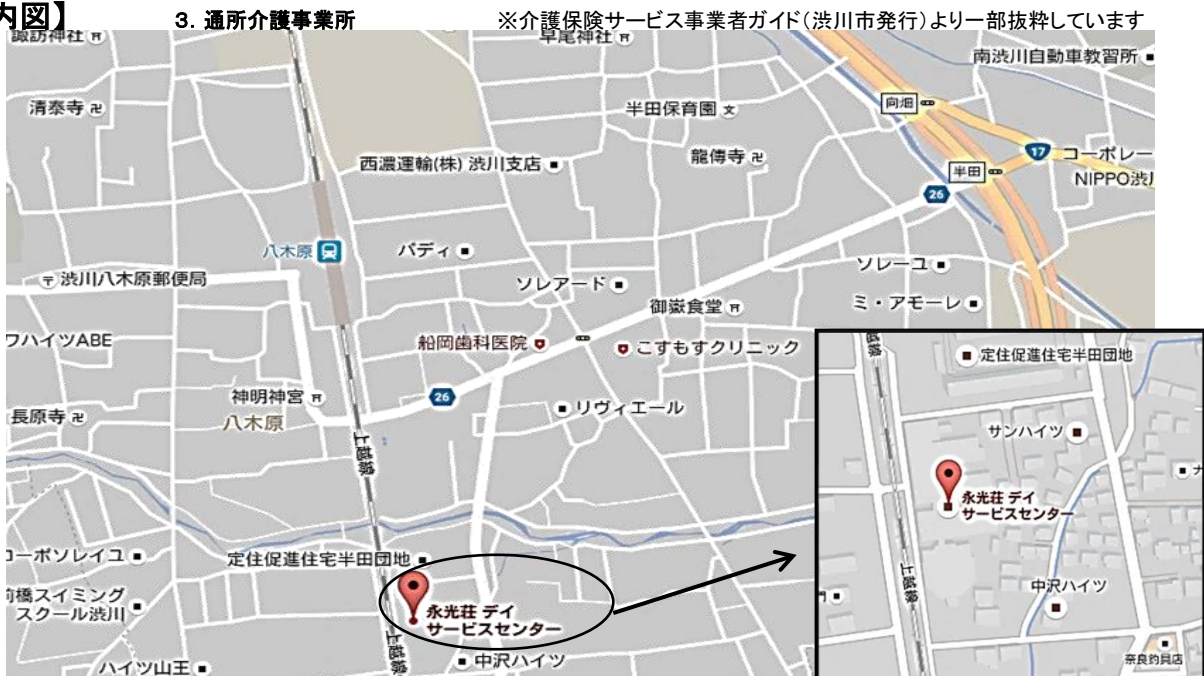 内図】
3. 通所介護事業所
※介護保険サービス事業者ガイド(渋川市発行)より一部抜粋しています
諏訪神社
早尾神社
南渋川自動車教習所
清泰寺
半田保育園
向畑
西濃運輸(株) 渋川支店
龍傳寺
半田
17
コーポレー
NIPPO渋川
26
八木原
バディ
ソレーユ
〒渋川八木原郵便局
ソレアード
御嶽食堂
ミ・アモーレ
ワハイツABE
船岡歯科医院
こすもすクリニック
神明神宮
26
長原寺
八木原
リヴィエール
上越線
定住促進住宅半田団地
コーポソレイユ
前橋スイミング
スクール渋川
永光荘 デイ
サービスセンター
上越線
ハイツ山王
中沢ハイツ
越線
定住促進住宅半田団地
サンハイツ
ナ
永光荘 デイ
サービスセンター
上越線
中沢ハイツ
奈良釣具店